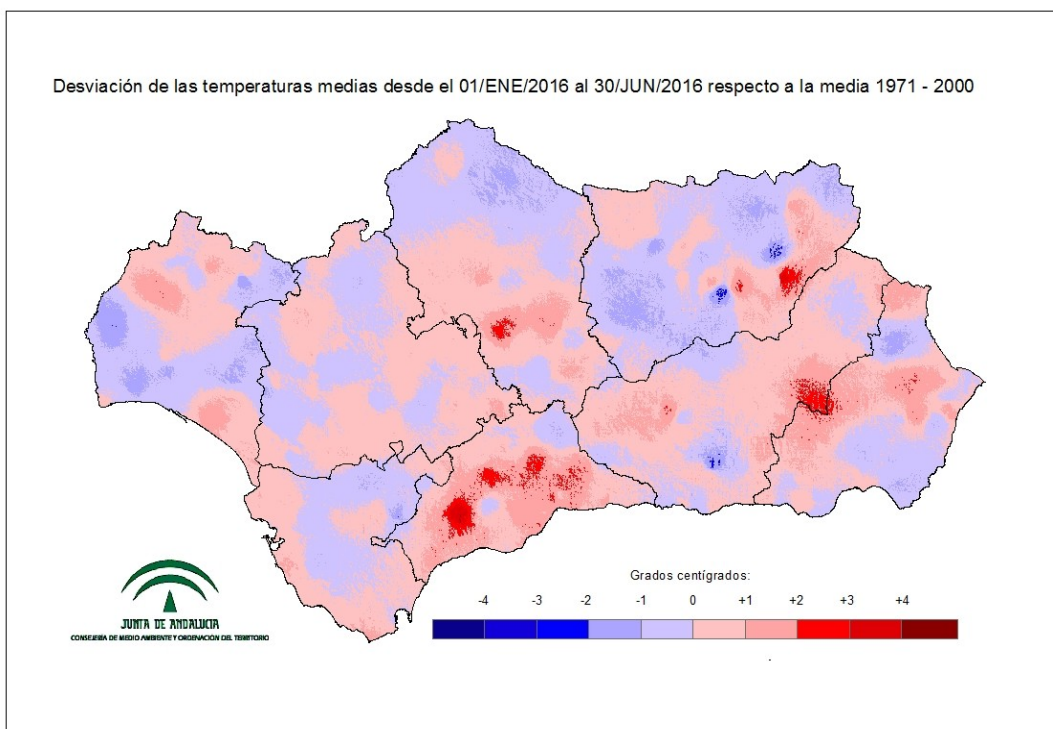 Desviación de las temperaturas medias desde el 01/ENE/2016 al 30/JUN/2016 respecto a la media 1971 - 2000
Grados centígrados:
-4 -3 -2 -1 0 +1 +2 +3 +4
JUNTA DE ANDALUCIA
CONSEJERIA DE MEDIO AMBIENTE Y ORDENACION DEL TERRITORIO